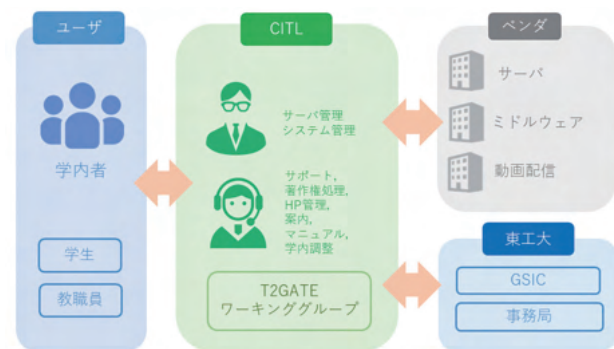 ユーザ
学内者
学生
教職員
CITL
サーバ管理
システム管理
サポート,
著作権処理,
HP管理,
案内,
マニュアル,
学内調整
T2GATE
ワーキンググループ
ベンダ
サーバ
ミドルウェア
動画配信
東工大
GSIC
事務局